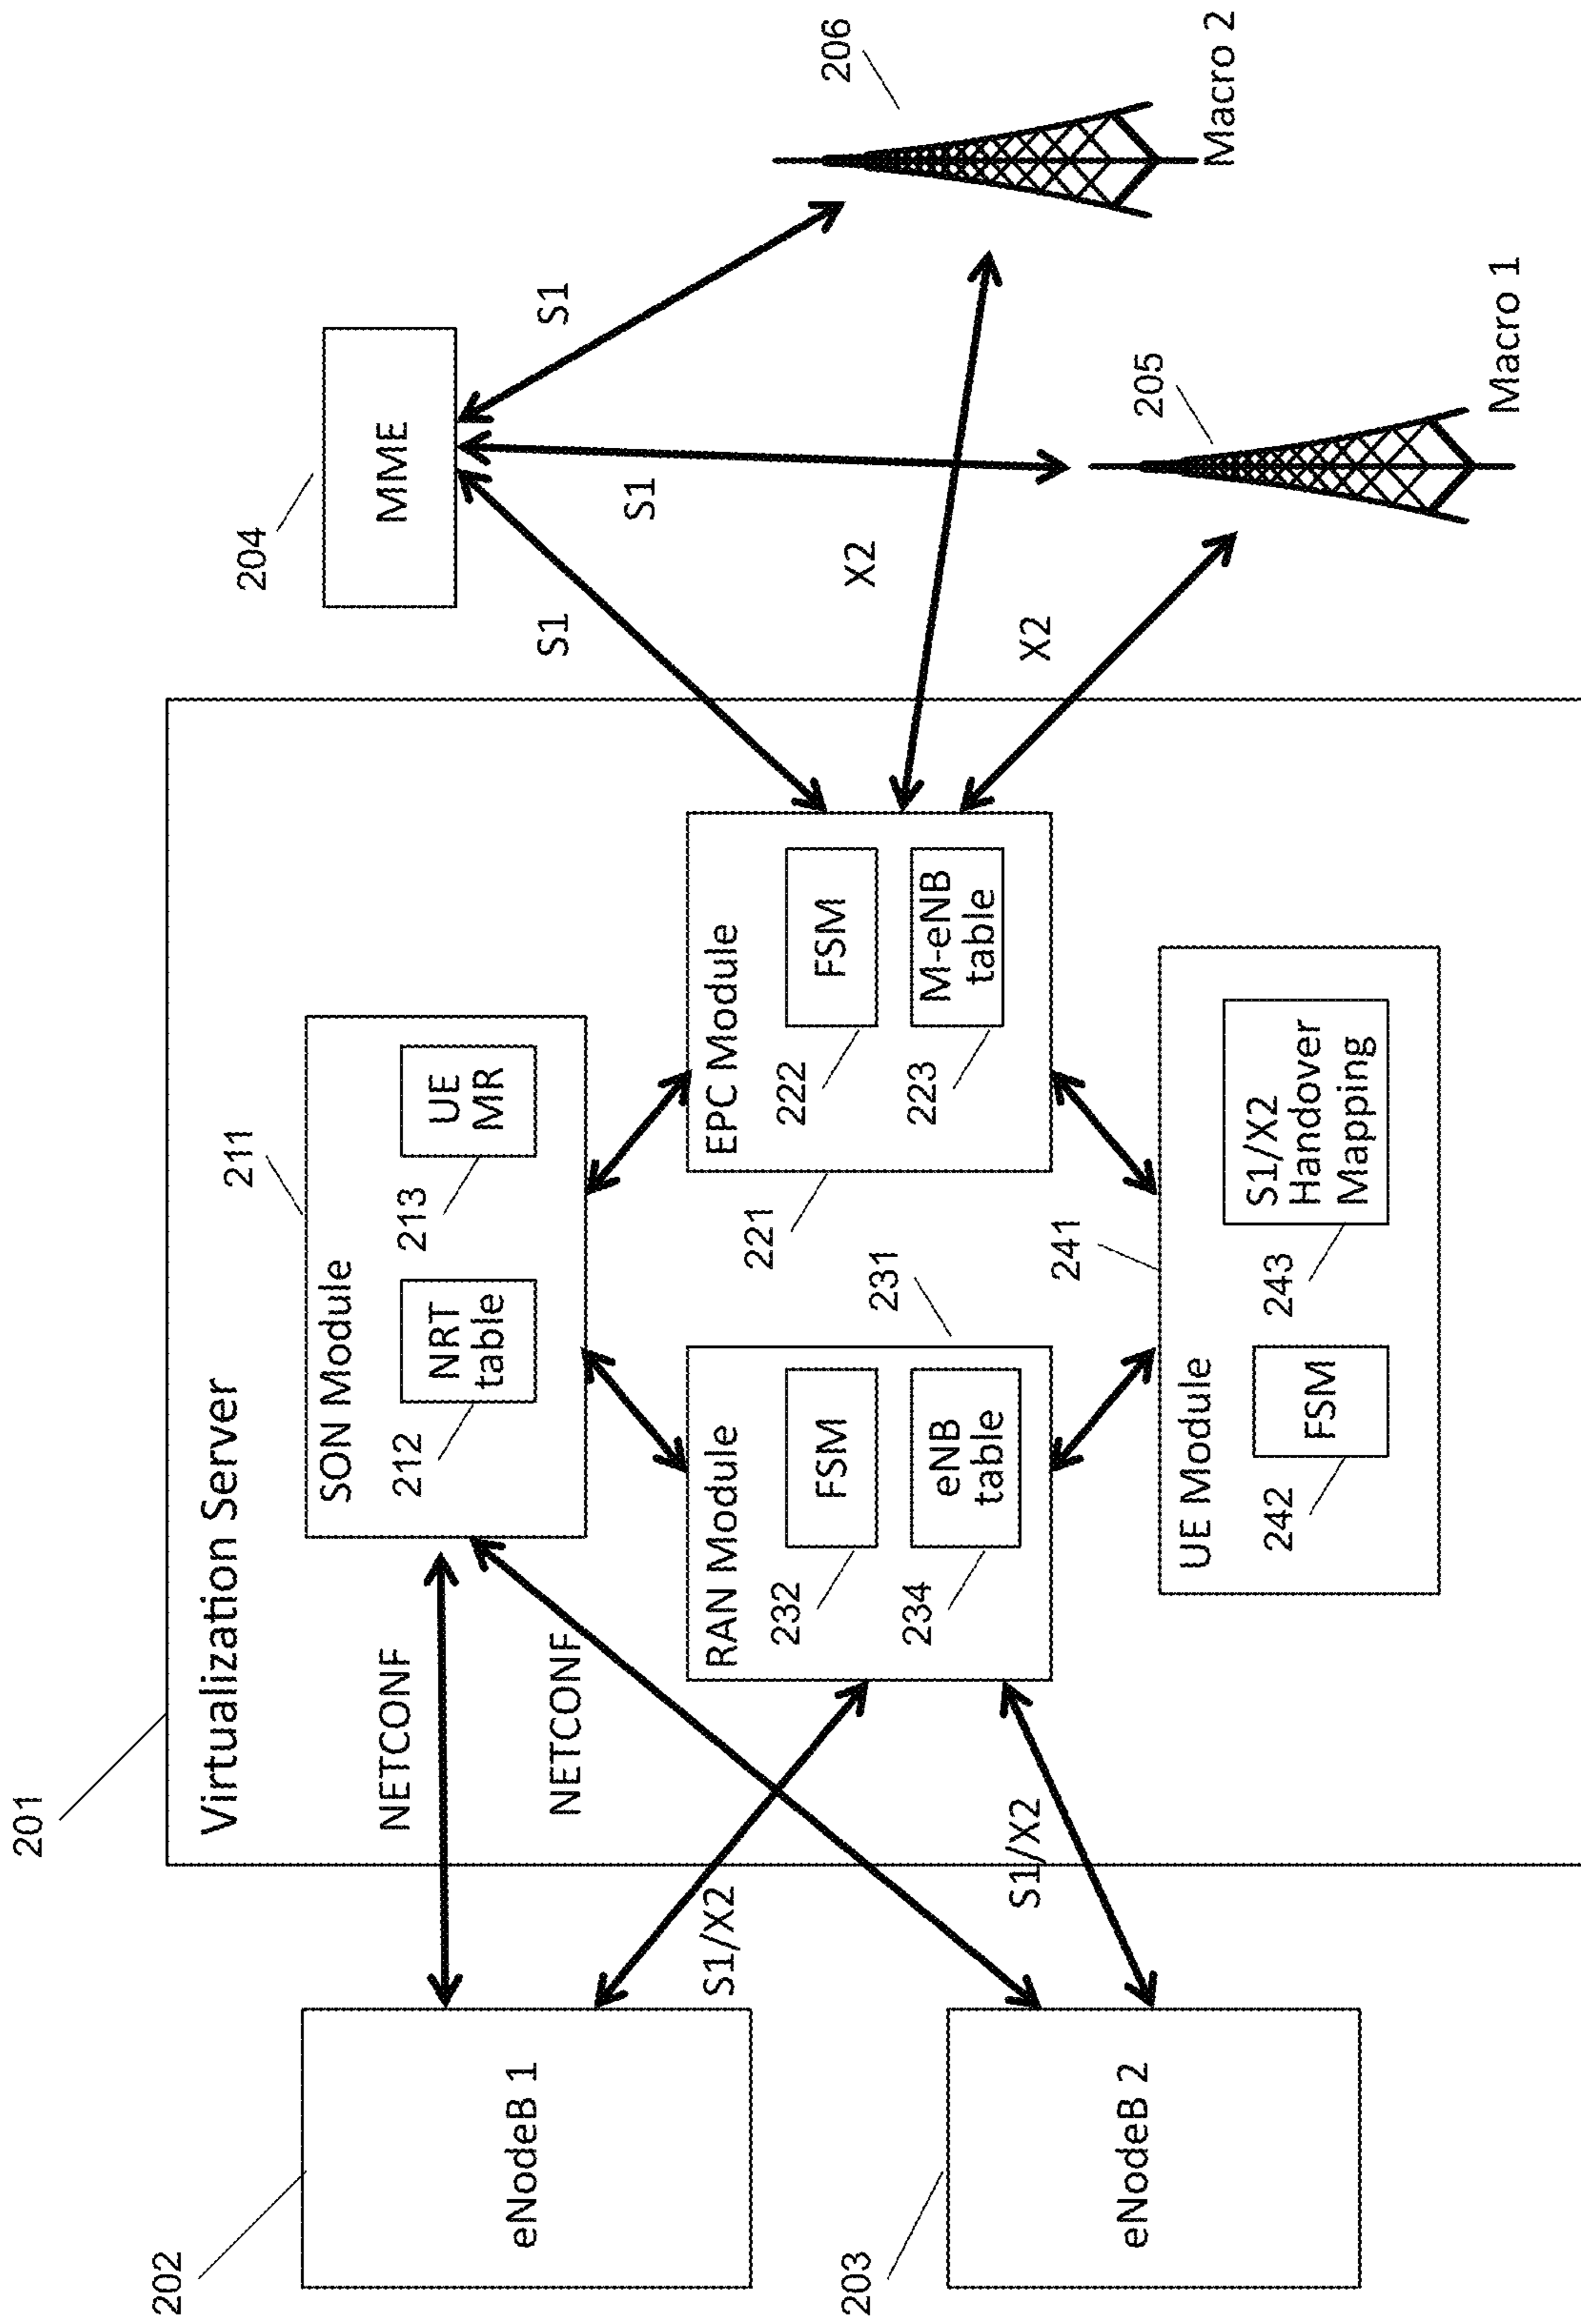 201
Virtualization Server
202
eNodeB 1
203
eNodeB 2
NETCONF
NETCONF
S1/X2
S1/X2
211
SON Module
212
NRT
table
213
UE
MR
231
RAN Module
232
FSM
234
eNB
table
221
EPC Module
222
FSM
223
M-eNB
table
241
UE Module
242
FSM
243
S1/X2
Handover
Mapping
204
MME
S1
S1
S1
X2
X2
205
Macro 1
206
Macro 2